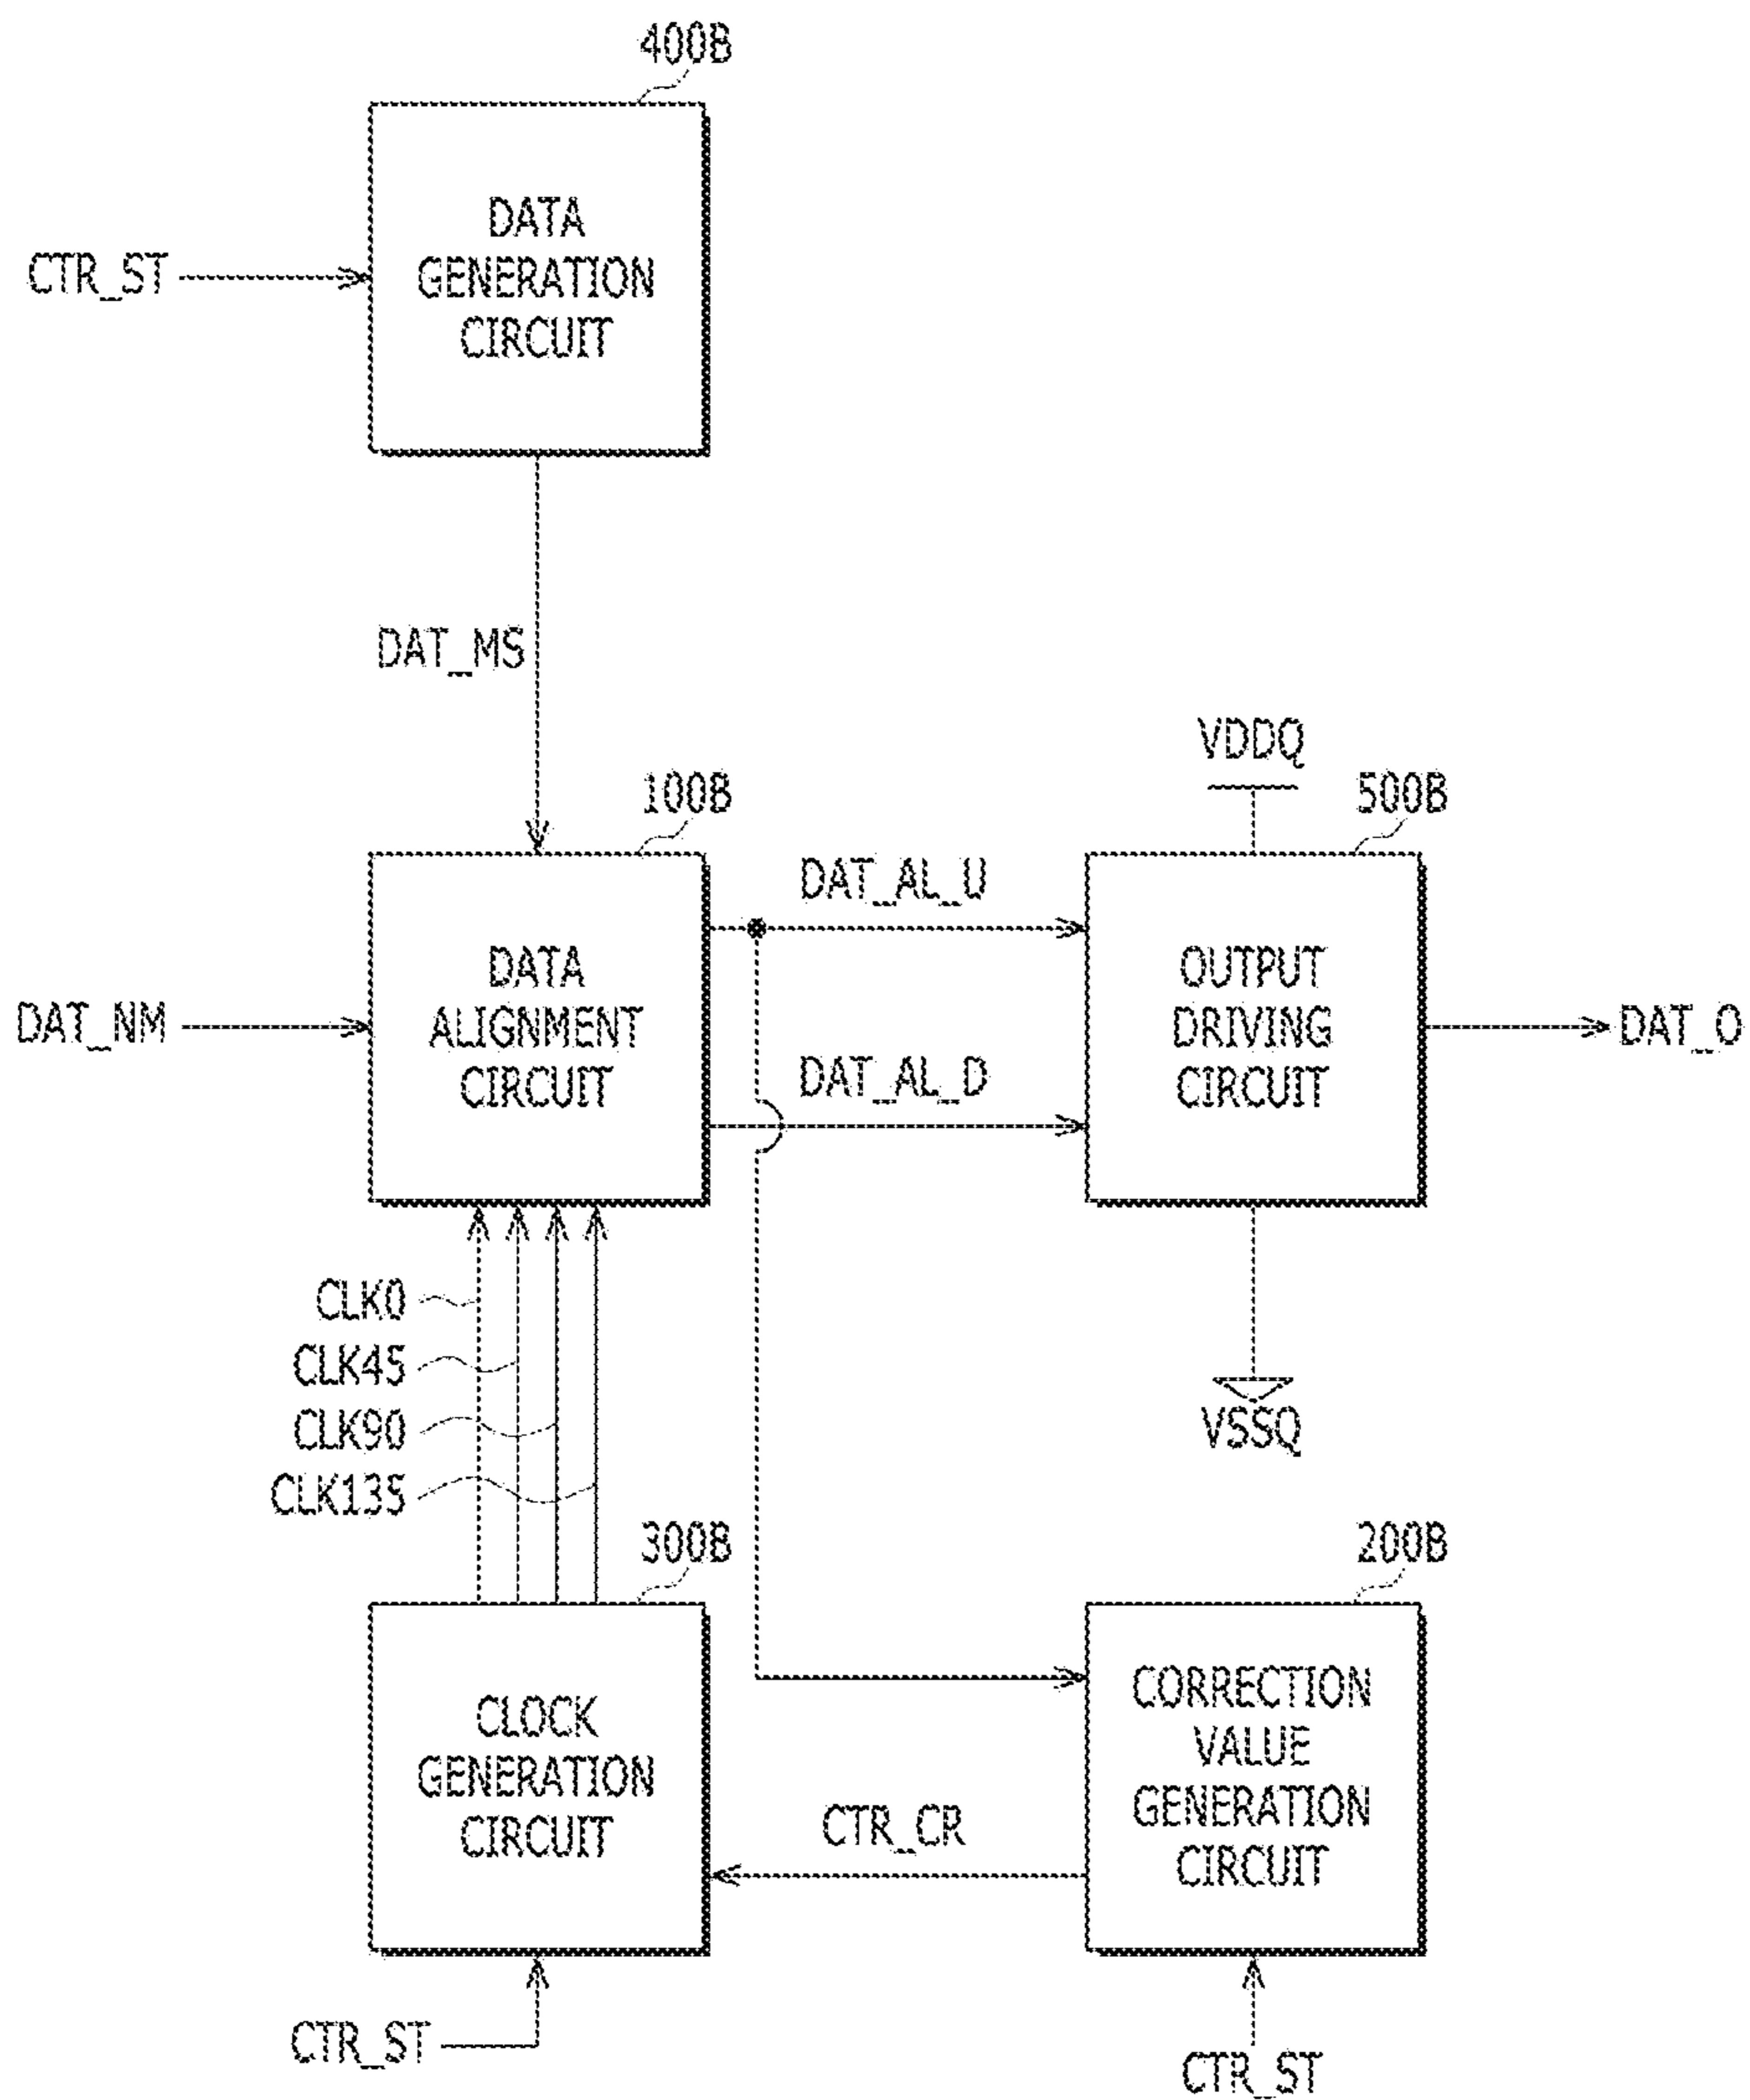 400B
DATA
GENERATION
CIRCUIT
CTR_ST
DAT_MS
VDDQ
100B
500B
DAT_AL_U
DATA
ALIGNMENT
CIRCUIT
OUTPUT
DRIVING
CIRCUIT
DAT_NM
DAT_O
DAT_AL_D
CLK0
CLK45
CLK90
CLK135
VSSQ
300B
200B
CLOCK
GENERATION
CIRCUIT
CORRECTION
VALUE
GENERATION
CIRCUIT
CTR_CR
CTR_ST
CTR_ST